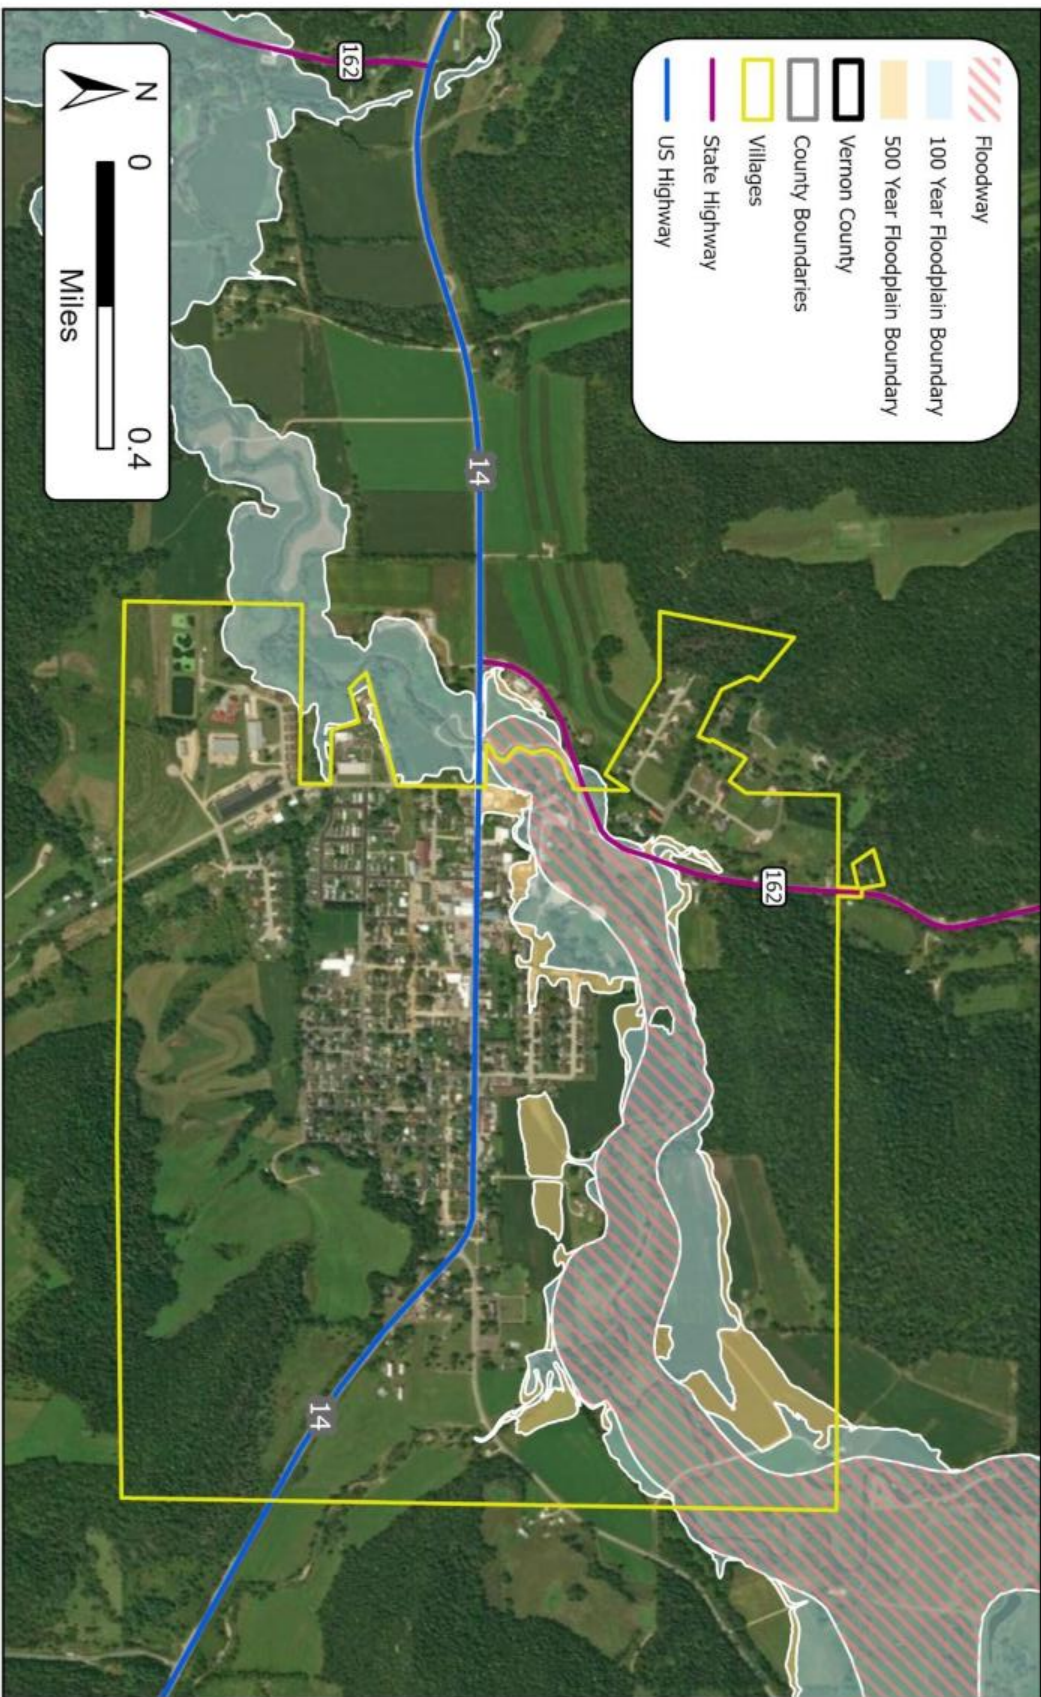 Floodway
100 Year Floodplain Boundary
500 Year Floodplain Boundary
Vernon County
County Boundaries
Villages
State Highway
US Highway
162
14
162
14
N
0
0.4
Miles